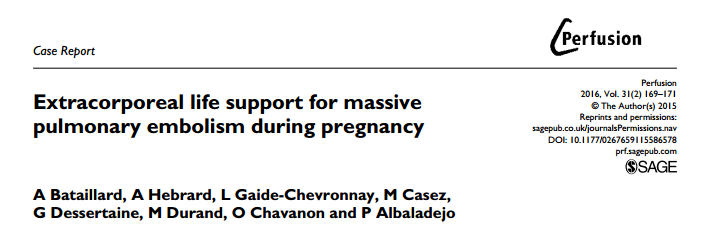 Case Report
Perfusion
Perfusion
2016, Vol. 31(2) 169–171
© The Author(s) 2015
Reprints and permissions:
sagepub.co.uk/journalsPermissions.nav
DOI: 10.1177/0267659115586578
prf.sagepub.com
SAGE
Extracorporeal life support for massive
pulmonary embolism during pregnancy
A Bataillard, A Hebrard, L Gaide-Chevronnay, M Casez,
G Dessertaine, M Durand, O Chavanon and P Albaladejo